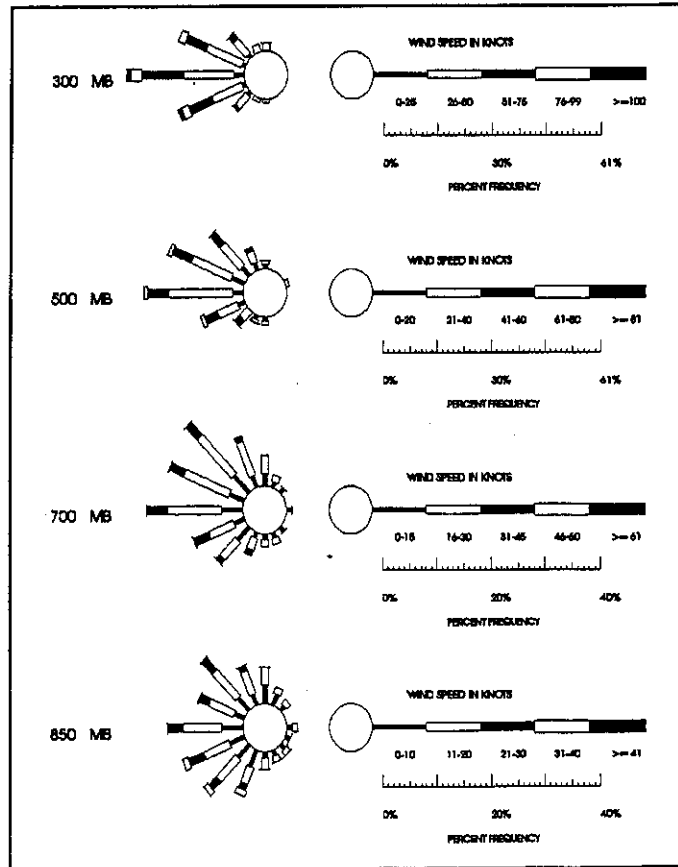 WIND SPEED IN KNOTS
300 MB
0-25 26-50 51-75 76-99 >=100
0% 30% 61%
PERCENT FREQUENCY
WIND SPEED IN KNOTS
500 MB
0-20 21-40 41-60 61-80 >=81
0% 30% 61%
PERCENT FREQUENCY
WIND SPEED IN KNOTS
700 MB
0-15 16-30 31-45 46-60 >=61
0% 20% 40%
PERCENT FREQUENCY
WIND SPEED IN KNOTS
850 MB
0-10 11-20 21-30 31-40 >=41
0% 20% 40%
PERCENT FREQUENCY